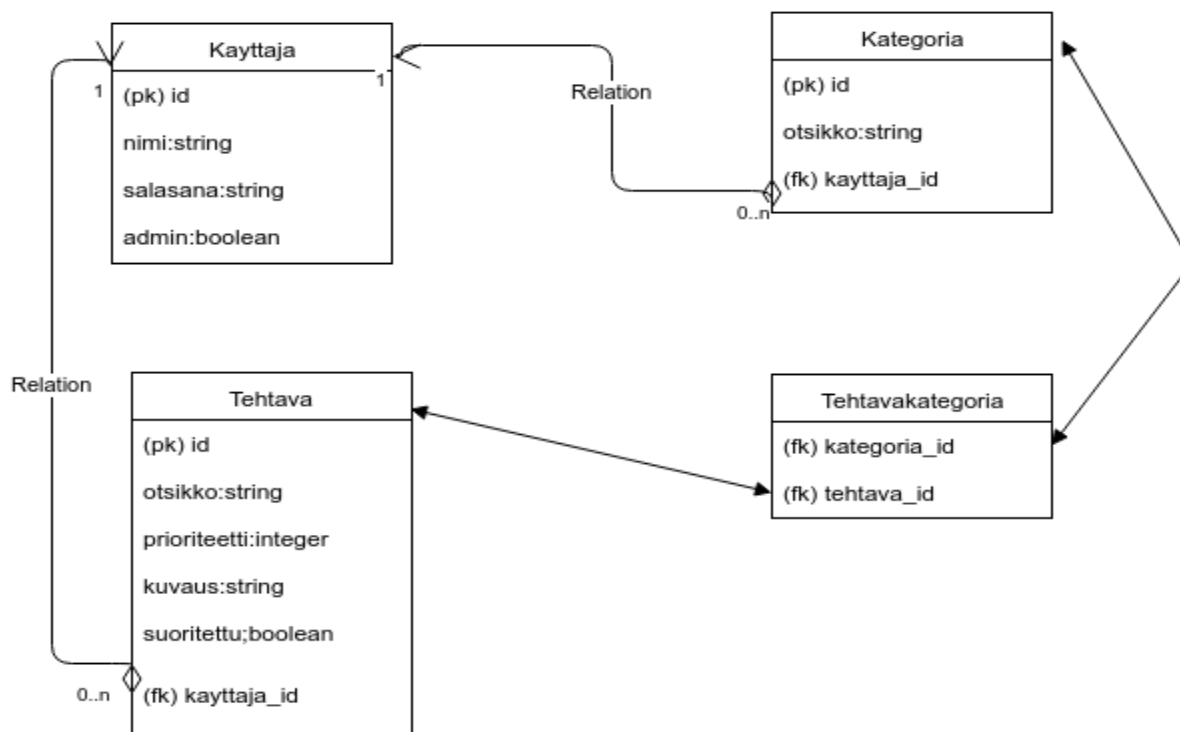 Kayttaja
1
1
(pk) id
nimi:string
salasana:string
admin:boolean
Relation
Kategoria
(pk) id
otsikko:string
(fk) kayttaja_id
0..n
Relation
Tehtava
(pk) id
otsikko:string
prioriteetti:integer
kuvaus:string
suoritettu;boolean
(fk) kayttaja_id
0..n
Tehtavakategoria
(fk) kategoria_id
(fk) tehtava_id